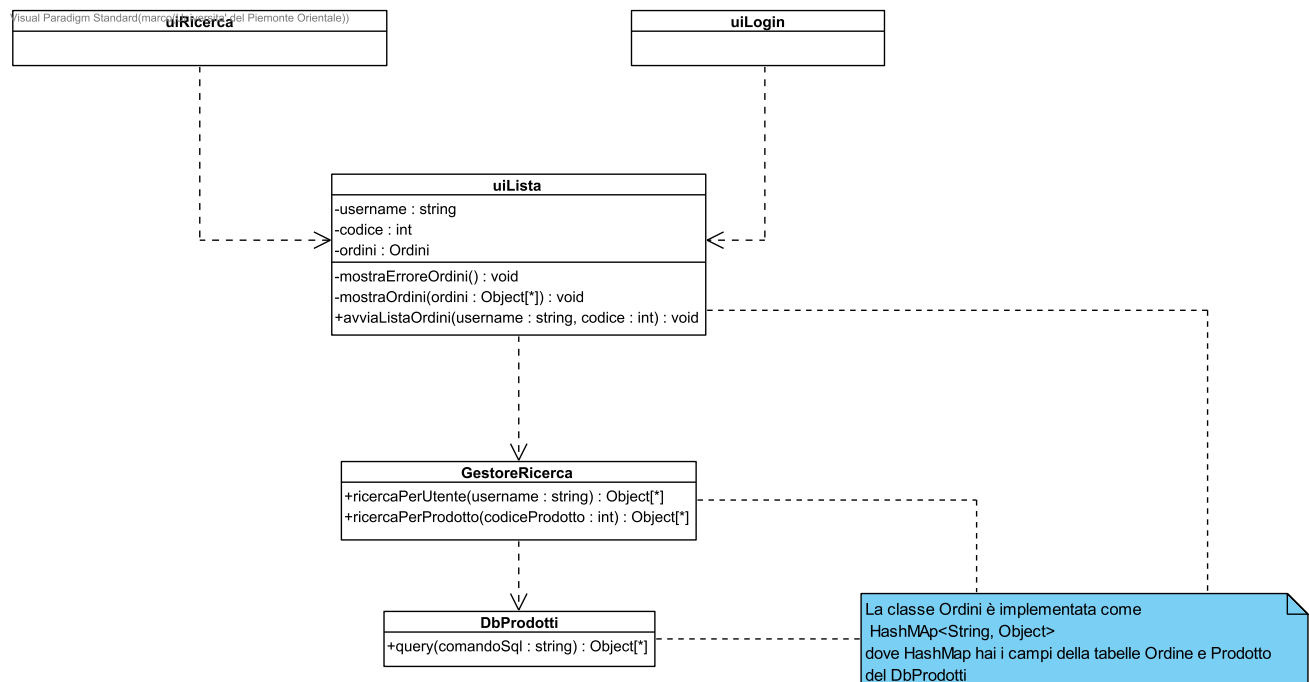 Visual Paradigm Standard(marco(Universita' del Piemonte Orientale))
uiRicerca
uiLogin
uiLista
-username : string
-codice : int
-ordini : Ordini
-mostraErroreOrdini() : void
-mostraOrdini(ordini : Object[*]) : void
+avviaListaOrdini(username : string, codice : int) : void
GestoreRicerca
+ricercaPerUtente(username : string) : Object[*]
+ricercaPerProdotto(codiceProdotto : int) : Object[*]
DbProdotti
+query(comandoSql : string) : Object[*]
La classe Ordini è implementata come
HashMAp<String, Object>
dove HashMap hai i campi della tabelle Ordine e Prodotto
del DbProdotti